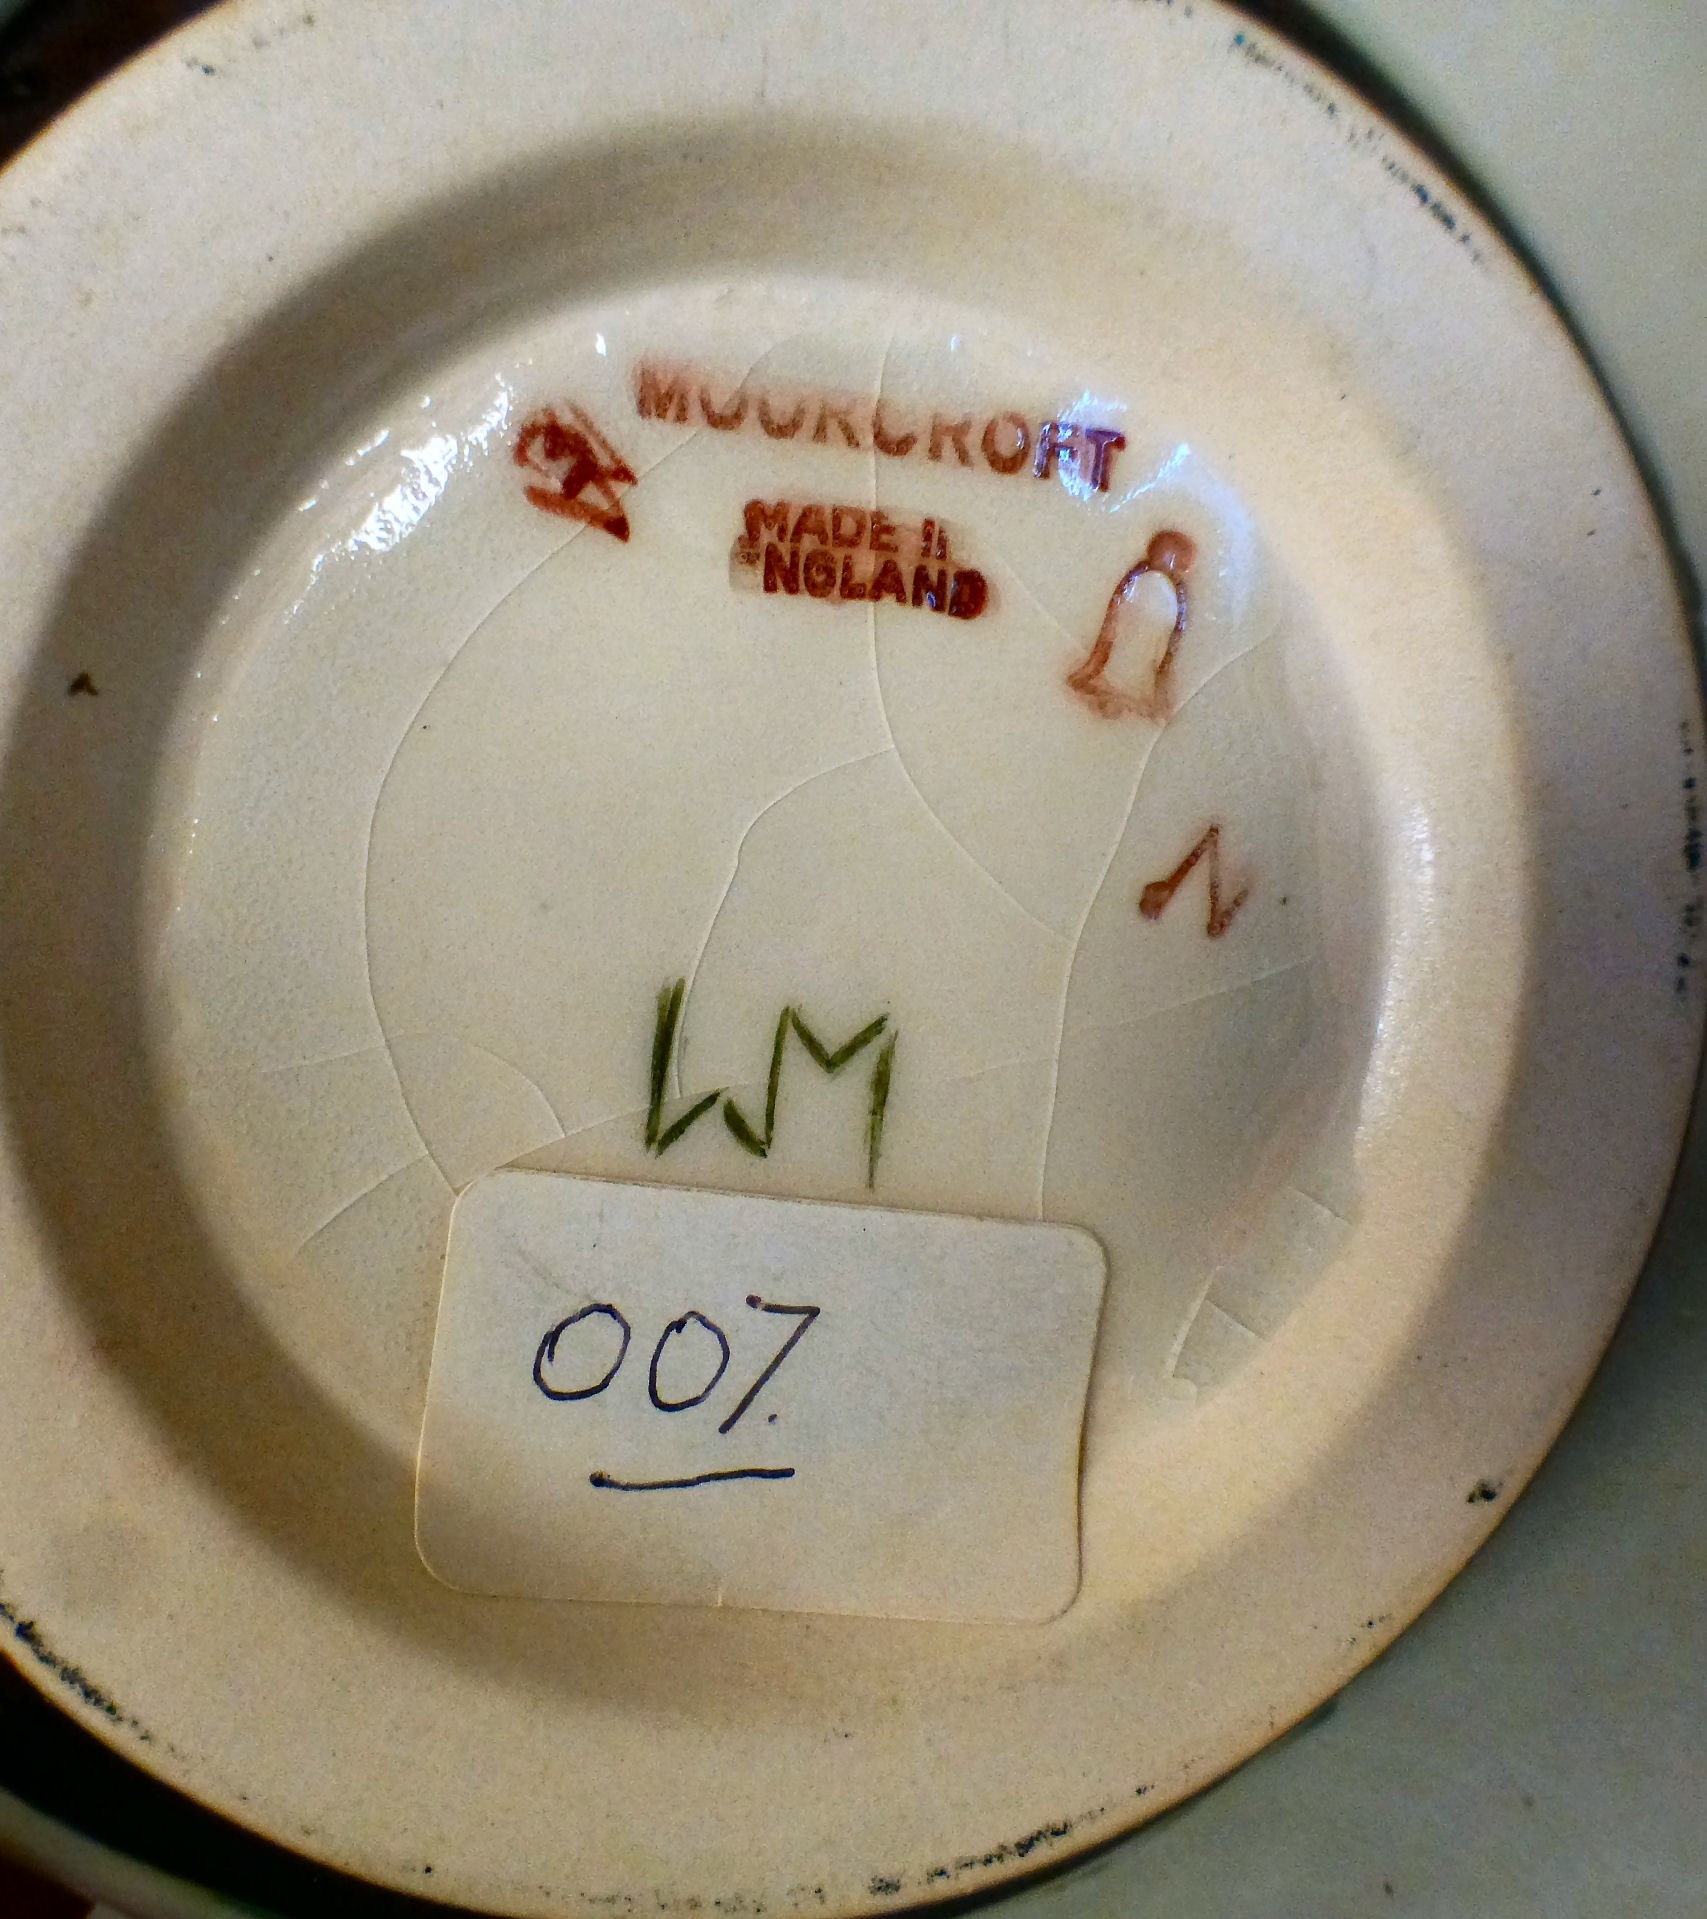 MOORCROFT
MADE IN
ENGLAND
N
WM
007.